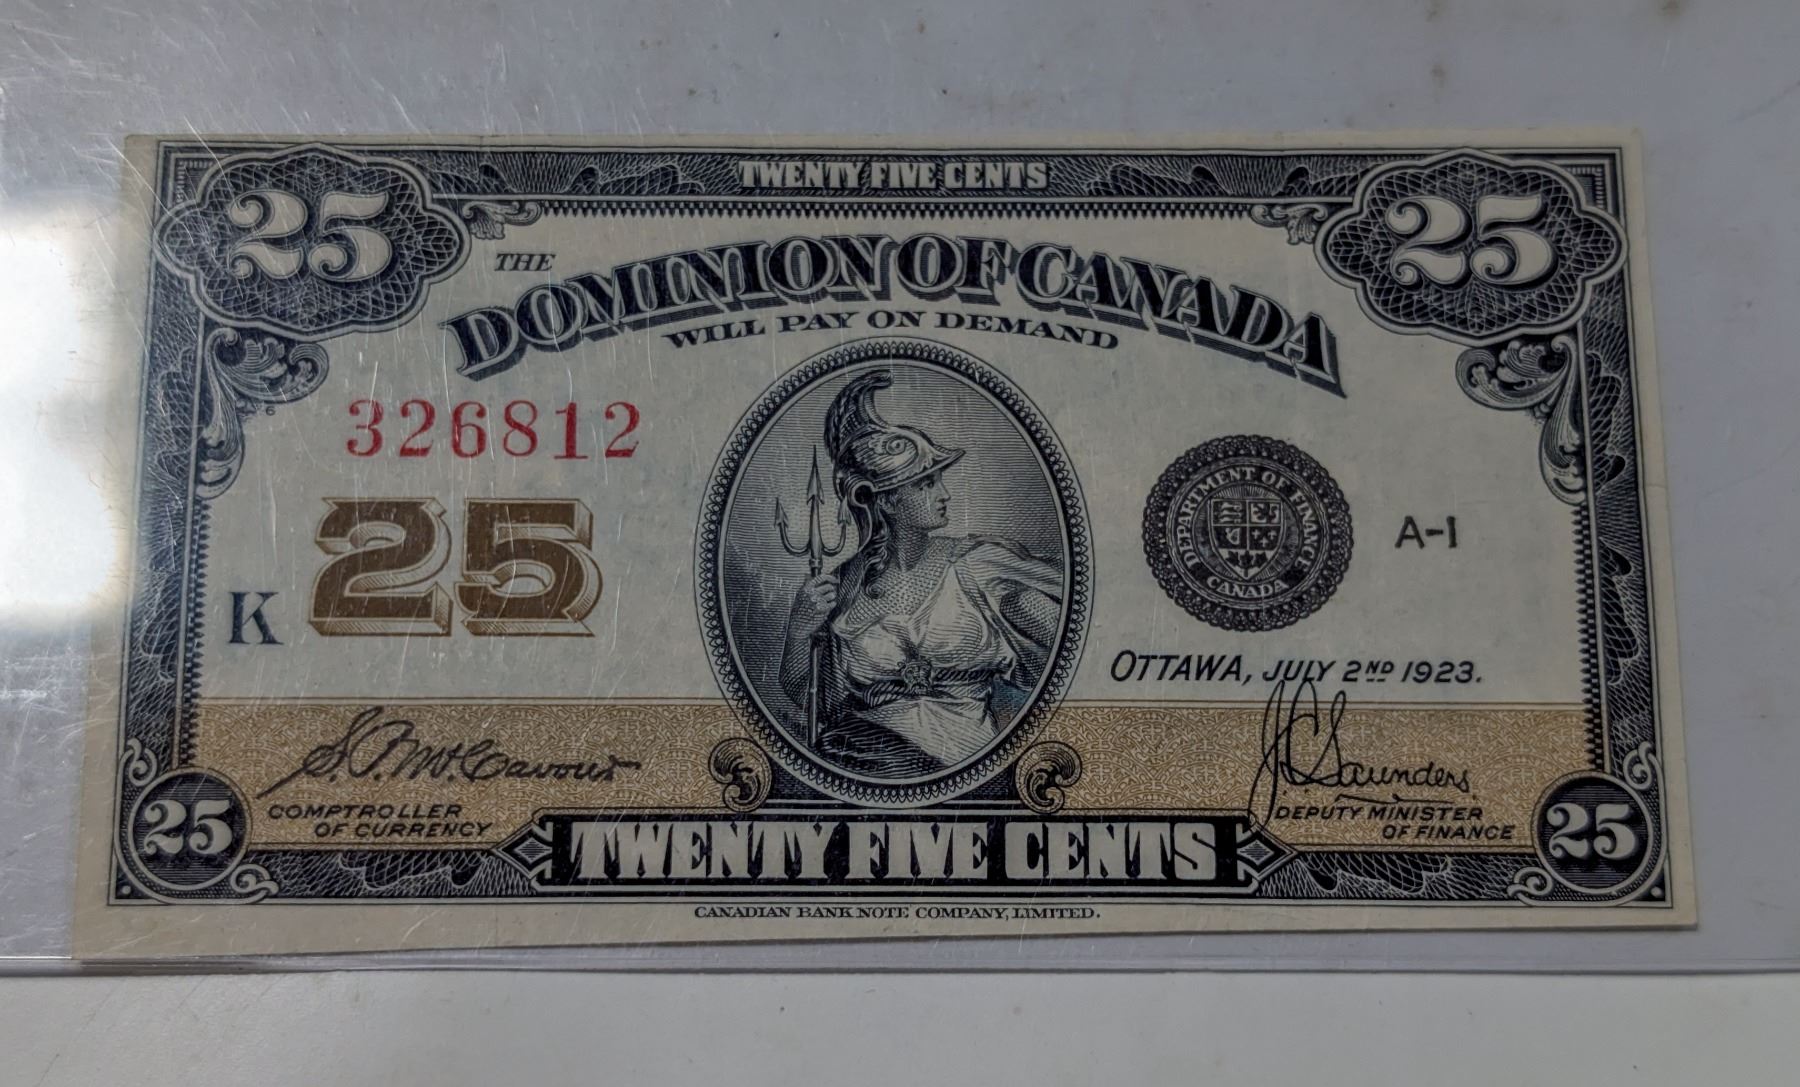 TWENTY FIVE CENTS
25 25
THE
DOMINION OF CANADA
WILL PAY ON DEMAND
6
326812
25
K
DEPARTMENT OF FINANCE
CANADA
A-1
OTTAWA, JULY 2ND 1923.
J.C. Saunders
COMPTROLLER
OF CURRENCY
DEPUTY MINISTER
OF FINANCE
25 25
TWENTY FIVE CENTS
CANADIAN BANK NOTE COMPANY, LIMITED.